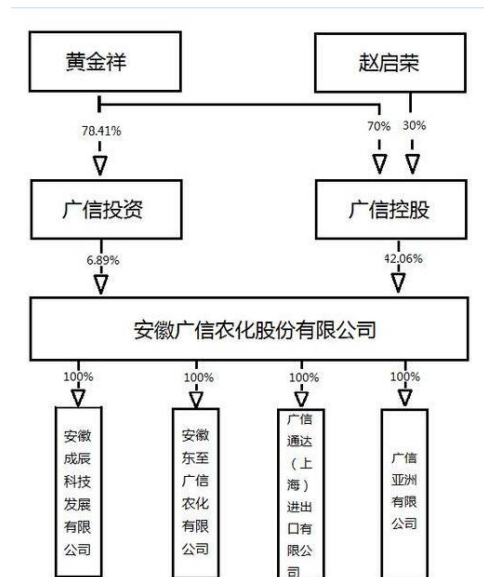 黄金祥
赵启荣
78.41%
70%
30%
广信投资
广信控股
6.89%
42.06%
安徽广信农化股份有限公司
100%
100%
100%
100%
安徽
成辰
科技
发展
有限
公司
安徽
东至
广信
农化
有限
公司
广信
通达
（上
海）
进出
口有
限公
司
广信
亚洲
有限
公司